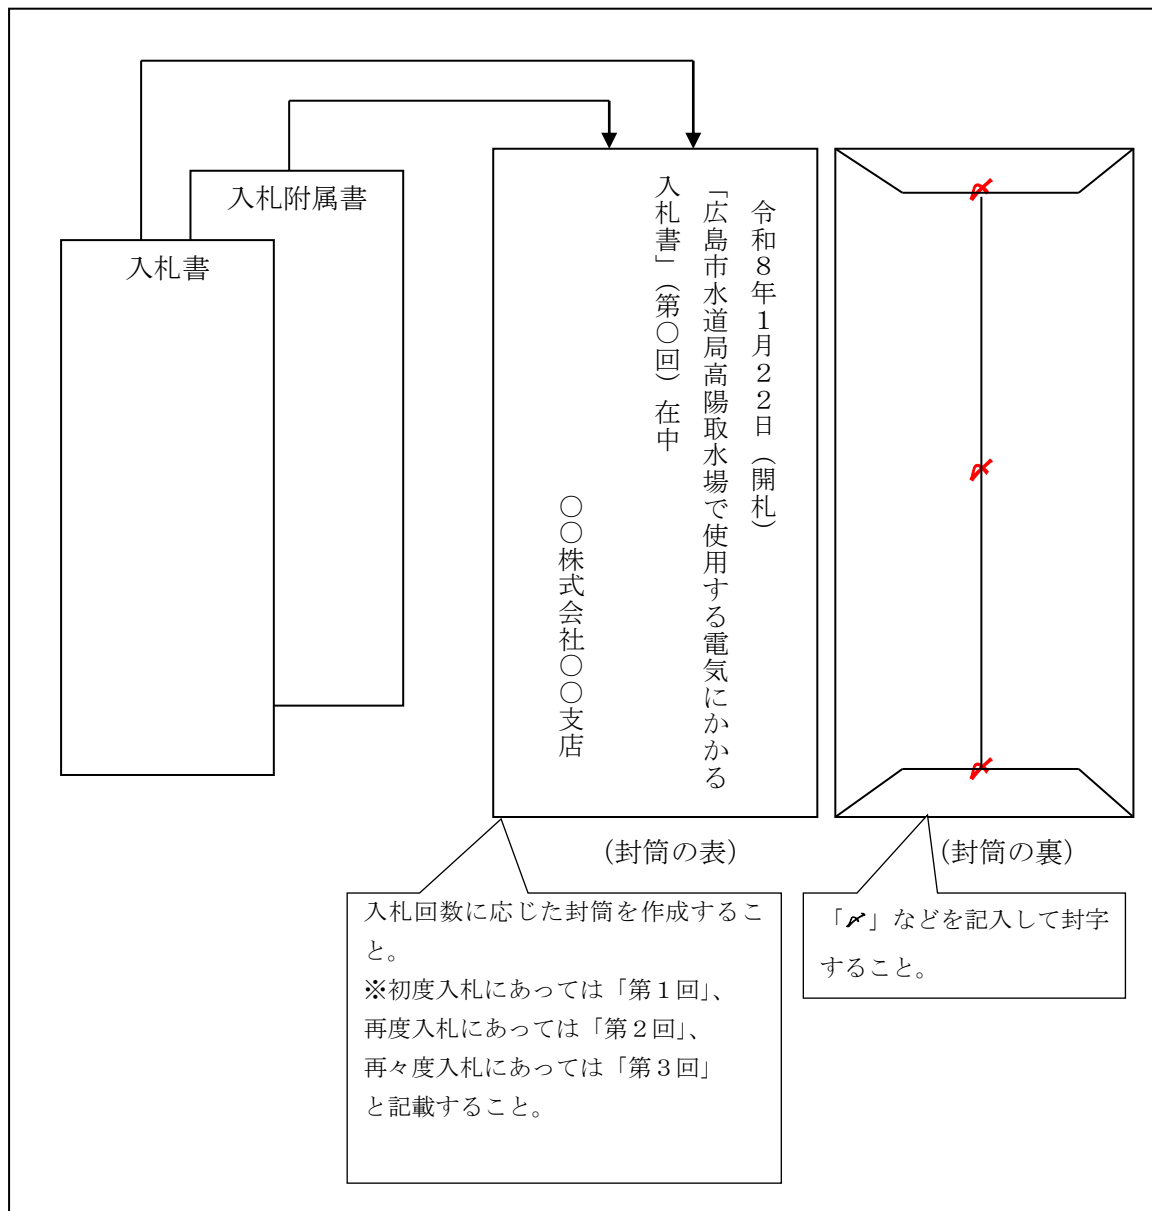 入札附属書
入札書
令和8年1月22日（開札）
「広島市水道局高陽取水場で使用する電気にかかる
入札書」（第〇回）在中
〇〇株式会社〇〇支店
〆
〆
〆
（封筒の表）
（封筒の裏）
入札回数に応じた封筒を作成するこ
と。
※初度入札にあっては「第１回」、
再度入札にあっては「第２回」、
再々度入札にあっては「第３回」
と記載すること。
「〆」などを記入して封字
すること。